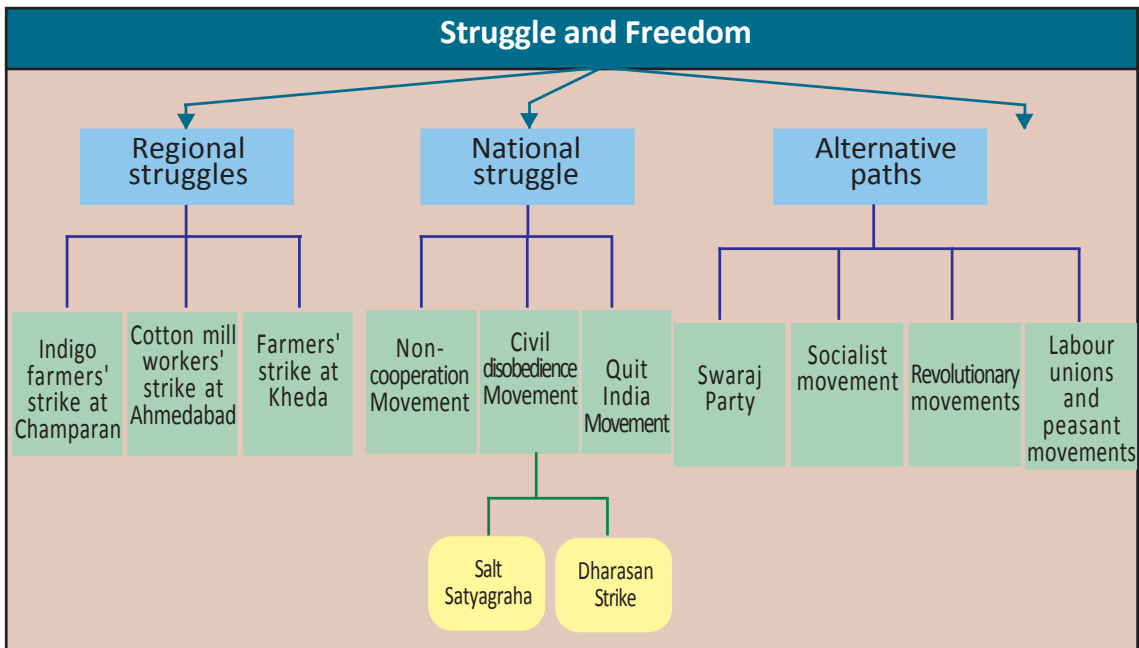 Struggle and Freedom
Regional
struggles
National
struggle
Alternative
paths
Indigo
farmers'
strike at
Champaran
Cotton mill
workers'
strike at
Ahmedabad
Farmers'
strike at
Kheda
Non-
cooperation
Movement
Civil
disobedience
Movement
Quit
India
Movement
Swaraj
Party
Socialist
movement
Revolutionary
movements
Labour
unions
and
peasant
movements
Salt
Satyagraha
Dharasan
Strike